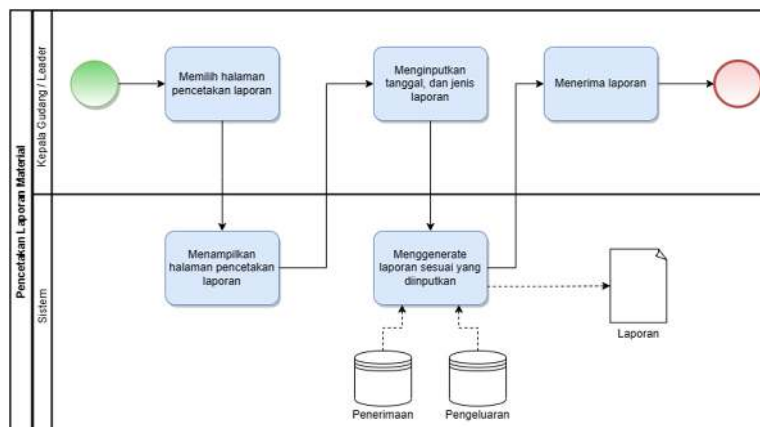 Pencetakan Laporan Material
Kepala Gudang / Leader
Memilih halaman
pencetakan laporan
Menginputkan
tanggal, dan jenis
laporan
Menerima laporan
Sistem
Menampilkan
halaman pencetakan
laporan
Menggenerate
laporan sesuai yang
diinputkan
Laporan
Penerimaan
Pengeluaran